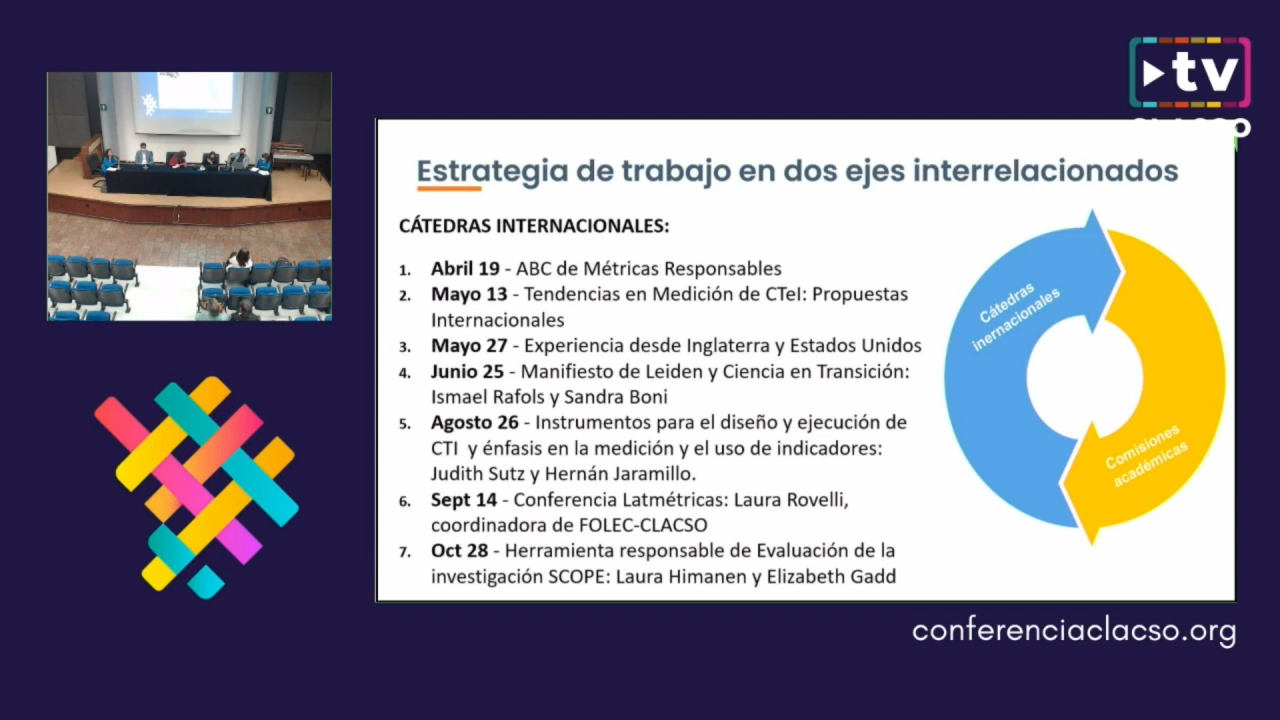 tv
Estrategia de trabajo en dos ejes interrelacionados
CÁTEDRAS INTERNACIONALES:
1. Abril 19 - ABC de Métricas Responsables
2. Mayo 13 - Tendencias en Medición de CTeI: Propuestas
Internacionales
3. Mayo 27 - Experiencia desde Inglaterra y Estados Unidos
4. Junio 25 - Manifiesto de Leiden y Ciencia en Transición:
Ismael Rafols y Sandra Boni
5. Agosto 26 - Instrumentos para el diseño y ejecución de
CTI y énfasis en la medición y el uso de indicadores:
Judith Sutz y Hernán Jaramillo.
6. Sept 14 - Conferencia Latmétricas: Laura Rovelli,
coordinadora de FOLEC-CLACSO
7. Oct 28 - Herramienta responsable de Evaluación de la
investigación SCOPE: Laura Himanen y Elizabeth Gadd
Cátedras
inernacionales
Comisiones
académicas
conferenciaclacso.org